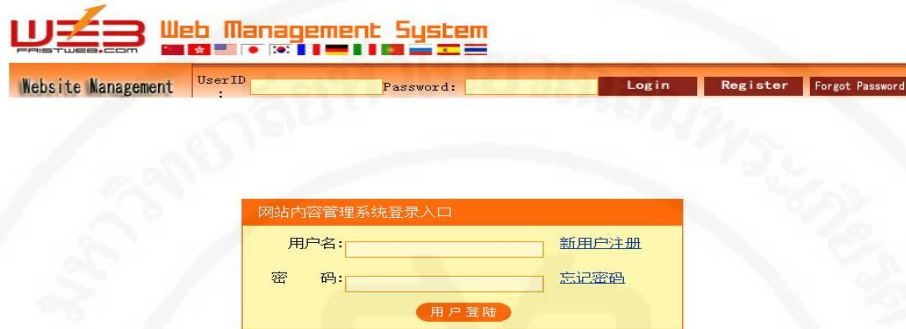 WEB Web Management System
FRISTWEB.COM
Website Management UserID : Password: Login Register Forgot Password
网站内容管理系统登录入口
用户名: 新用户注册
密 码: 忘记密码
用户登陆